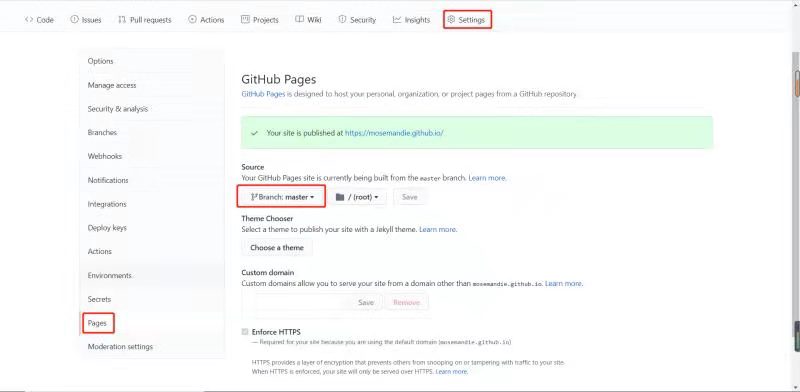 Code Issues Pull requests Actions Projects Wiki Security Insights Settings
Options
Manage access
Security & analysis
Branches
Webhooks
Notifications
Integrations
Deploy keys
Actions
Environments
Secrets
Pages
Moderation settings
GitHub Pages
GitHub Pages is designed to host your personal, organization, or project pages from a GitHub repository.
Your site is published at https://mosemandie.github.io/
Source
Your GitHub Pages site is currently being built from the master branch. Learn more.
Branch: master / (root) Save
Theme Chooser
Select a theme to publish your site with a Jekyll theme. Learn more.
Choose a theme
Custom domain
Custom domains allow you to serve your site from a domain other than mosemandie.github.io. Learn more.
Save Remove
Enforce HTTPS
— Required for your site because you are using the default domain (mosemandie.github.io)
HTTPS provides a layer of encryption that prevents others from snooping on or tampering with traffic to your site.
When HTTPS is enforced, your site will only be served over HTTPS. Learn more.